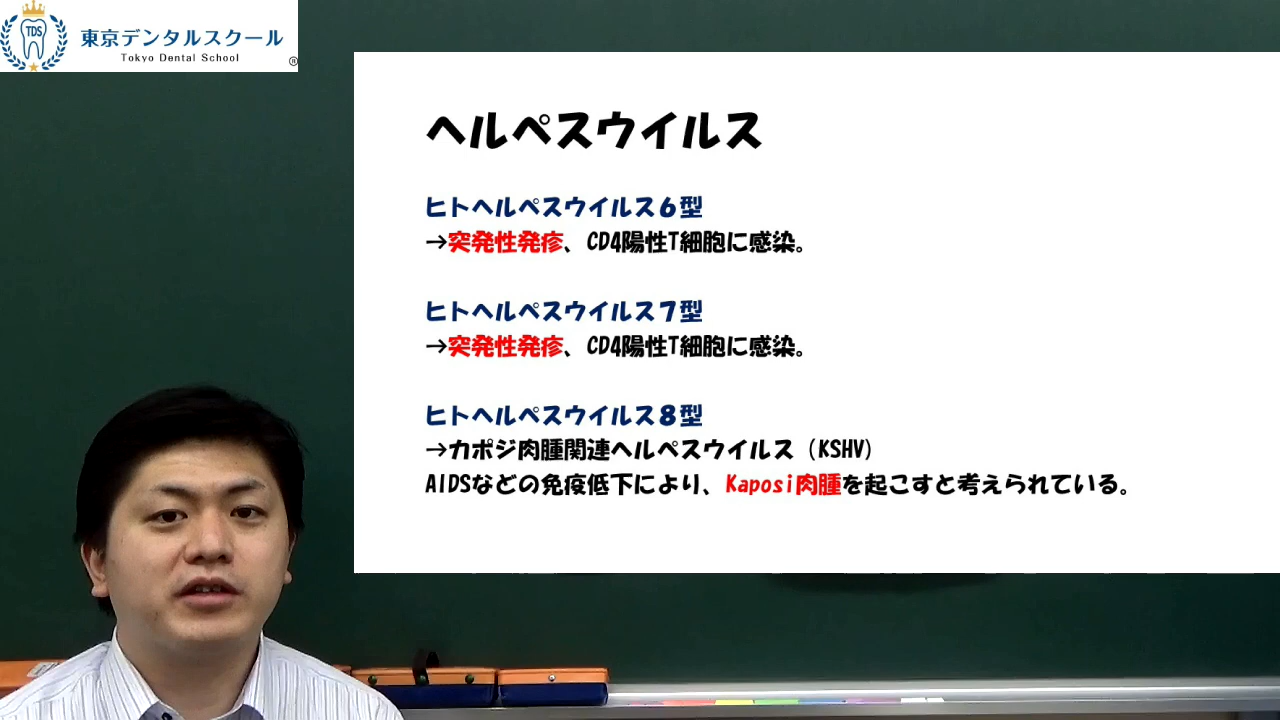 TDS
東京デンタルスクール
Tokyo Dental School
®
ヘルペスウイルス
ヒトヘルペスウイルス6型
→突発性発疹、CD4陽性T細胞に感染。
ヒトヘルペスウイルス7型
→突発性発疹、CD4陽性T細胞に感染。
ヒトヘルペスウイルス8型
→カポジ肉腫関連ヘルペスウイルス（KSHV）
AIDSなどの免疫低下により、Kaposi肉腫を起こすと考えられている。